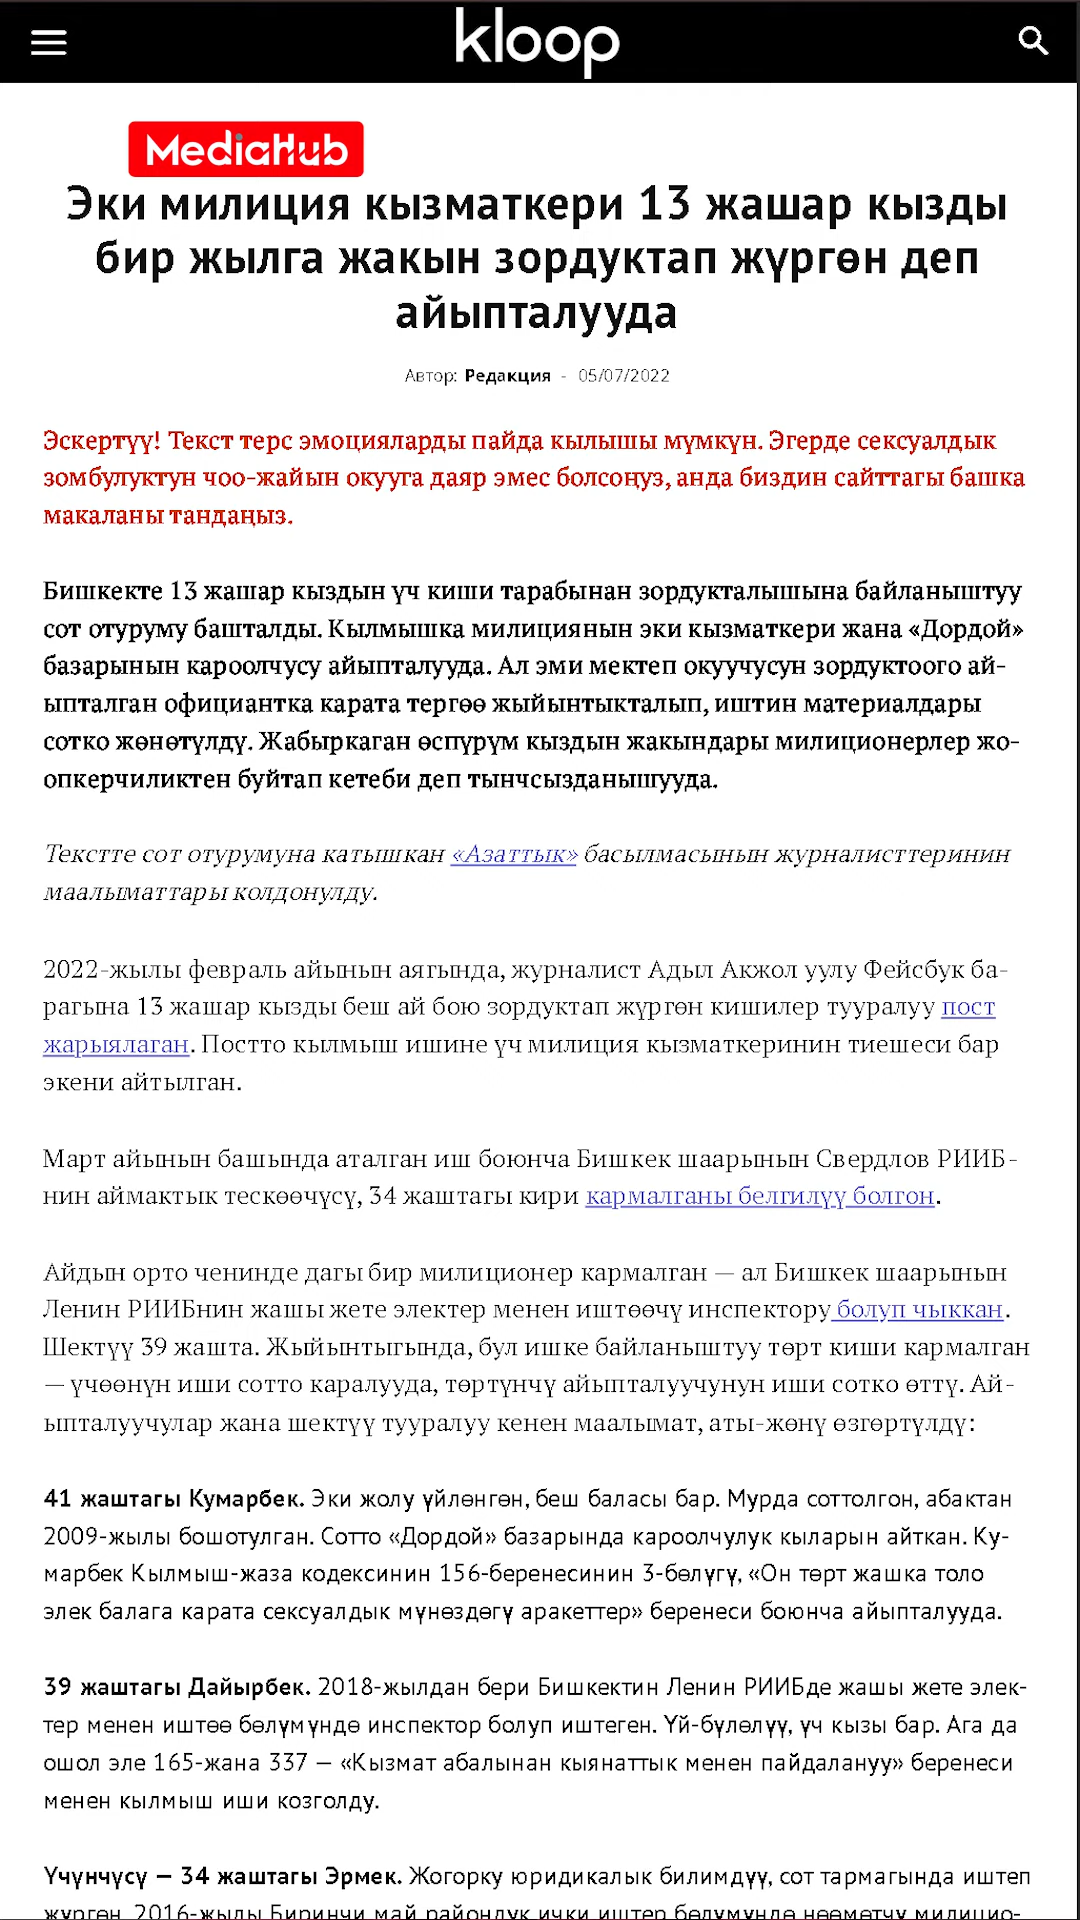 kloop
MediaHub
Эки милиция кызматкери 13 жашар кызды
бир жылга жакын зордуктап жүргөн деп
айыпталууда
Автор: Редакция - 05/07/2022
Эскертүү! Текст терс эмоцияларды пайда кылышы мүмкүн. Эгерде сексуалдык
зомбулуктун чоо-жайын окууга даяр эмес болсоңуз, анда биздин сайттагы башка
макаланы тандаңыз.
Бишкекте 13 жашар кыздын үч киши тарабынан зордукталышына байланыштуу
сот отуруму башталды. Кылмышка милициянын эки кызматкери жана «Дордой»
базарынын кароолчусу айыпталууда. Ал эми мектеп окуучусун зордуктоого ай-
ыпталган официантка карата тергөө жыйынтыкталып, иштин материалдары
сотко жөнөтүлдү. Жабыркаган өспүрүм кыздын жакындары милиционерлер жо-
опкерчиликтен буйтап кетеби деп тынчсызданышууда.
Текстте сот отурумуна катышкан «Азаттык» басылмасынын журналисттеринин
маалыматтары колдонулду.
2022-жылы февраль айынын аягында, журналист Адыл Акжол уулу Фейсбук ба-
рагына 13 жашар кызды беш ай бою зордуктап жүргөн кишилер тууралуу пост
жарыялаган. Постто кылмыш ишине үч милиция кызматкеринин тиешеси бар
экени айтылган.
Март айынын башында аталган иш боюнча Бишкек шаарынын Свердлов РИИБ-
нин аймактык тескөөчүсү, 34 жаштагы кири кармалганы белгилүү болгон.
Айдын орто ченинде дагы бир милиционер кармалган — ал Бишкек шаарынын
Ленин РИИБнин жашы жете электер менен иштөөчү инспектору болуп чыккан.
Шектүү 39 жашта. Жыйынтыгында, бул ишке байланыштуу төрт киши кармалган
— үчөөнүн иши сотто каралууда, төртүнчү айыпталуучунун иши сотко өттү. Ай-
ыпталуучулар жана шектүү тууралуу кенен маалымат, аты-жөнү өзгөртүлдү:
41 жаштагы Кумарбек. Эки жолу үйлөнгөн, беш баласы бар. Мурда соттолгон, абактан
2009-жылы бошотулган. Сотто «Дордой» базарында кароолчулук кыларын айткан. Ку-
марбек Кылмыш-жаза кодексинин 156-беренесинин 3-бөлүгү, «Он төрт жашка толо
элек балага карата сексуалдык мүнөздөгү аракеттер» беренеси боюнча айыпталууда.
39 жаштагы Дайырбек. 2018-жылдан бери Бишкектин Ленин РИИБде жашы жете элек-
тер менен иштөө бөлүмүндө инспектор болуп иштеген. Үй-бүлөлүү, үч кызы бар. Ага да
ошол эле 165-жана 337 — «Кызмат абалынан кыянаттык менен пайдалануу» беренеси
менен кылмыш иши козголду.
Үчүнчүсү — 34 жаштагы Эрмек. Жогорку юридикалык билимдүү, сот тармагында иштеп
жүргөн. 2016-жылы Биринчи май райондук ички иштер бөлүмүндө нөөмөтчү милицио-